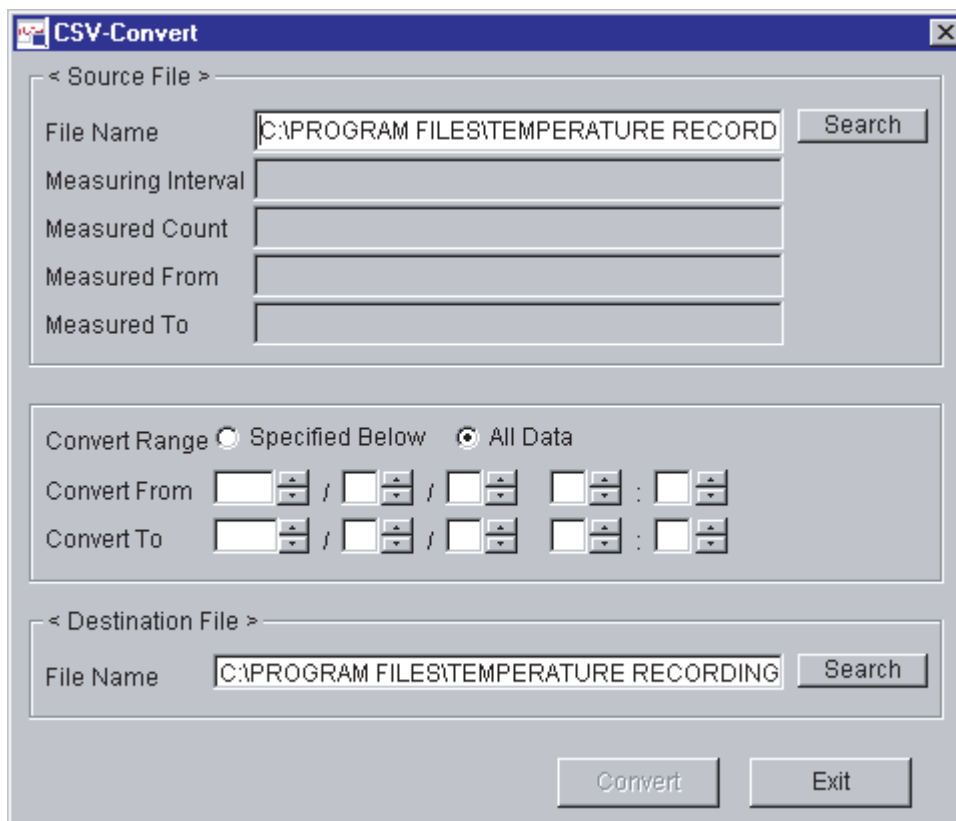 CSV-Convert
< Source File >
File Name C:\PROGRAM FILES\TEMPERATURE RECORD Search
Measuring Interval
Measured Count
Measured From
Measured To
Convert Range Specified Below All Data
Convert From / / :
Convert To / / :
< Destination File >
File Name C:\PROGRAM FILES\TEMPERATURE RECORDING Search
Convert Exit